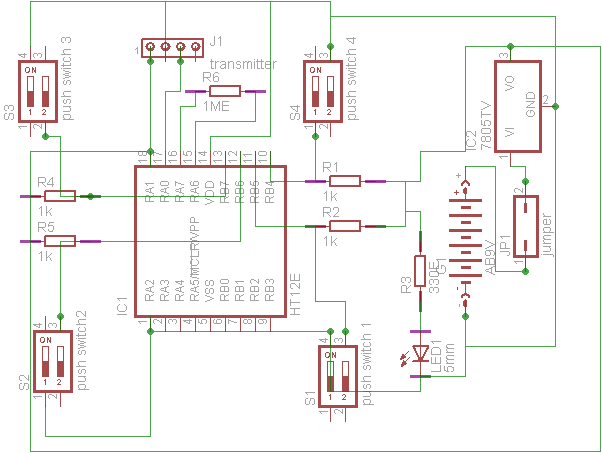 4 3
ON
1 2
1 2
S3
push switch 3
J1
1 4
transmitter
R6
1ME
4 3
ON
1 2
1 2
S4
push switch 4
VO
GND
VI
2
1
IC2
7805TV
18 17 16 15 14 13 12 11 10
RA1 RA0 RA7 RA6 VDD RB7 RB6 RB5 RB4
RA2 RA3 RA4 RA5/MCLR/VPP VSS RB0 RB1 RB2 RB3
1 2 3 4 5 6 7 8 9
IC1
HT12E
R4
1k
R5
1k
R1
1k
R2
1k
R3
330E
+
-
G1
AB9V
2
1
JP1
jumper
4 3
ON
1 2
1 2
S2
push switch2
4 3
ON
1 2
1 2
S1
push switch 1
LED1
5mm